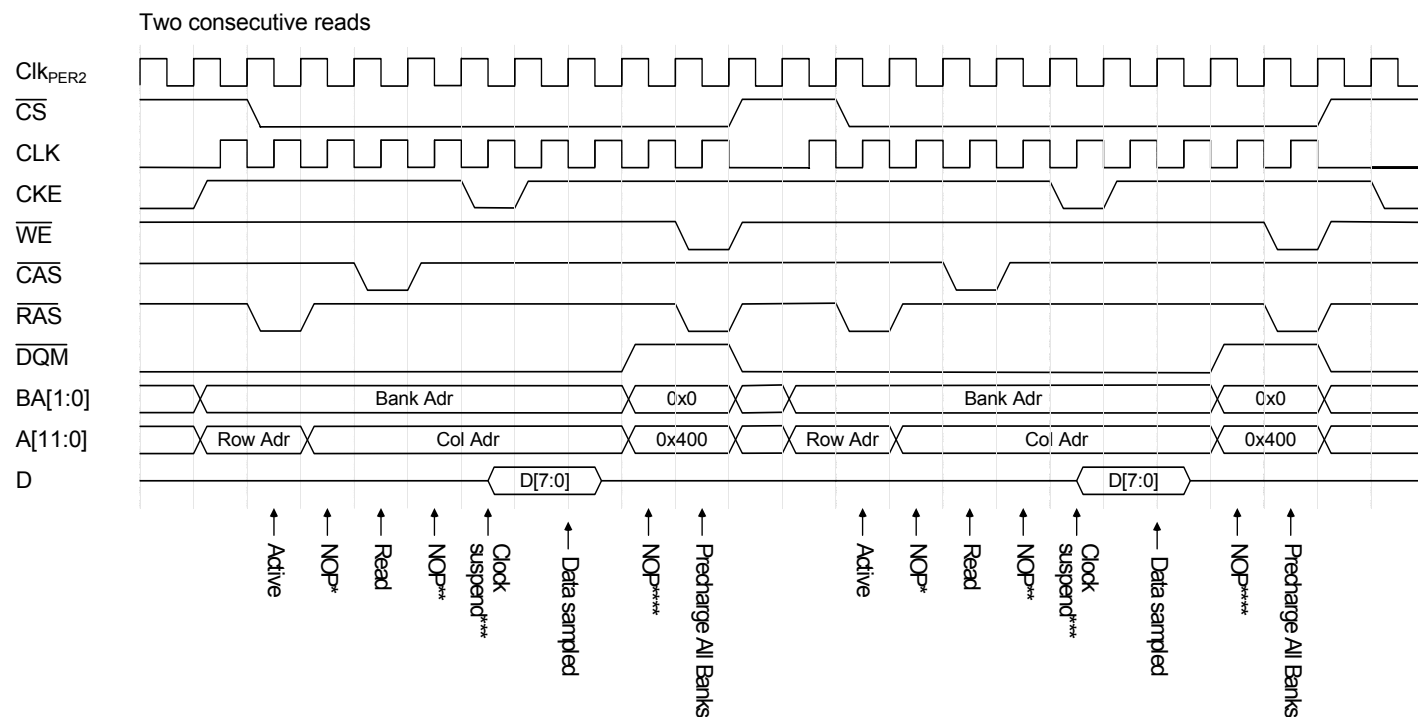 Two consecutive reads
ClkPER2
CS
CLK
CKE
WE
CAS
RAS
DQM
BA[1:0] Bank Adr 0x0 Bank Adr 0x0
A[11:0] Row Adr Col Adr 0x400 Row Adr Col Adr 0x400
D D[7:0] D[7:0]
Active
NOP*
Read
NOP**
Clock
suspend***
Data sampled
NOP****
Precharge All Banks
Active
NOP*
Read
NOP**
Clock
suspend***
Data sampled
NOP****
Precharge All Banks